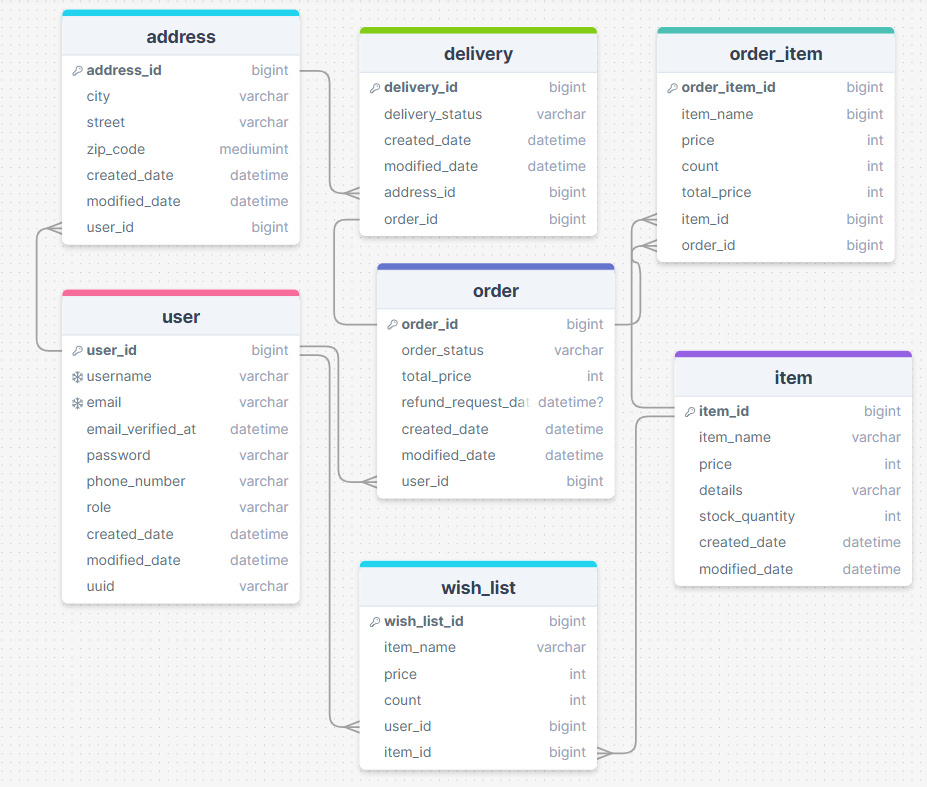 address
address_id bigint
city varchar
street varchar
zip_code mediumint
created_date datetime
modified_date datetime
user_id bigint
delivery
delivery_id bigint
delivery_status varchar
created_date datetime
modified_date datetime
address_id bigint
order_id bigint
order_item
order_item_id bigint
item_name bigint
price int
count int
total_price int
item_id bigint
order_id bigint
user
user_id bigint
username varchar
email varchar
email_verified_at datetime
password varchar
phone_number varchar
role varchar
created_date datetime
modified_date datetime
uuid varchar
order
order_id bigint
order_status varchar
total_price int
refund_request_dat datetime?
created_date datetime
modified_date datetime
user_id bigint
item
item_id bigint
item_name varchar
price int
details varchar
stock_quantity int
created_date datetime
modified_date datetime
wish_list
wish_list_id bigint
item_name varchar
price int
count int
user_id bigint
item_id bigint